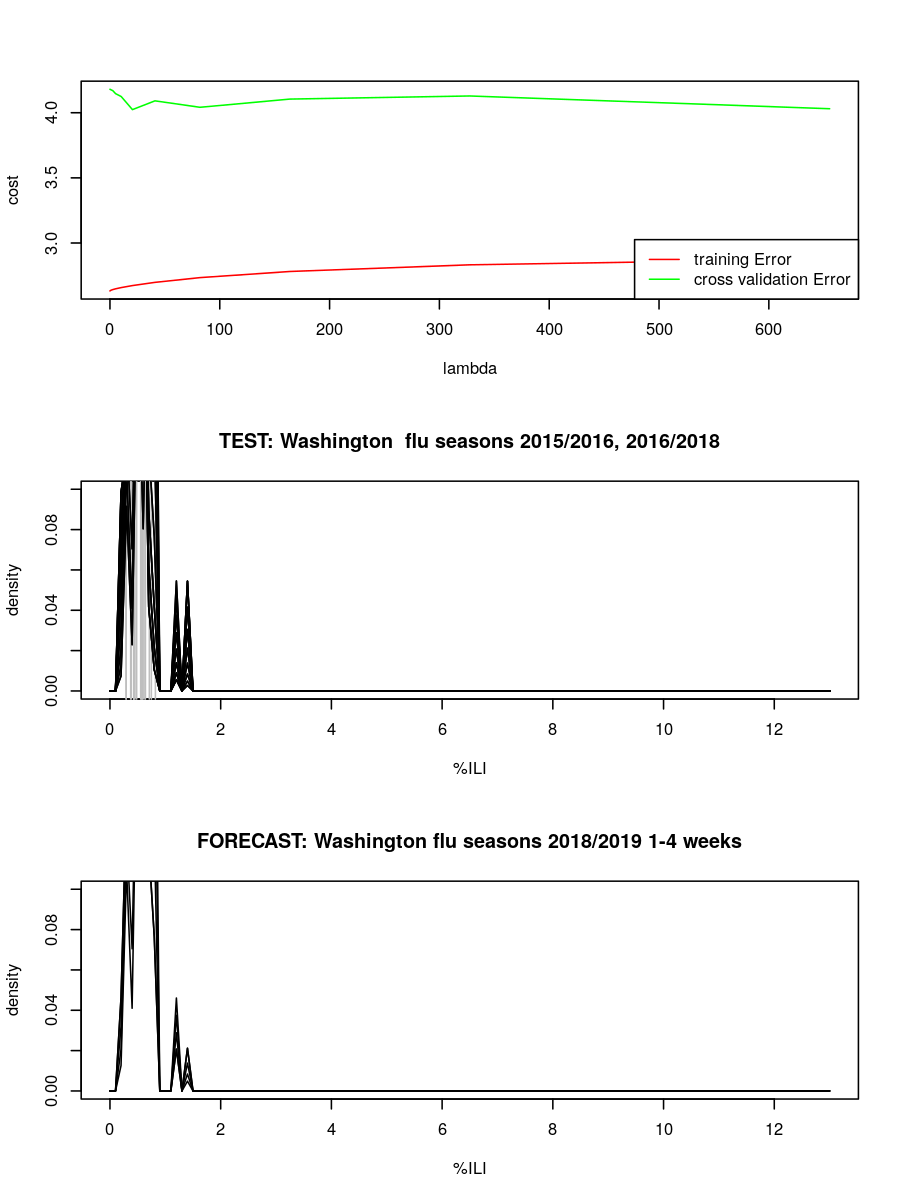 4.0
3.5
3.0
cost
training Error
cross validation Error
0 100 200 300 400 500 600
lambda
TEST: Washington  flu seasons 2015/2016, 2016/2018
0.08
0.04
0.00
density
0 2 4 6 8 10 12
%ILI
FORECAST: Washington flu seasons 2018/2019 1-4 weeks
0.08
0.04
0.00
density
0 2 4 6 8 10 12
%ILI